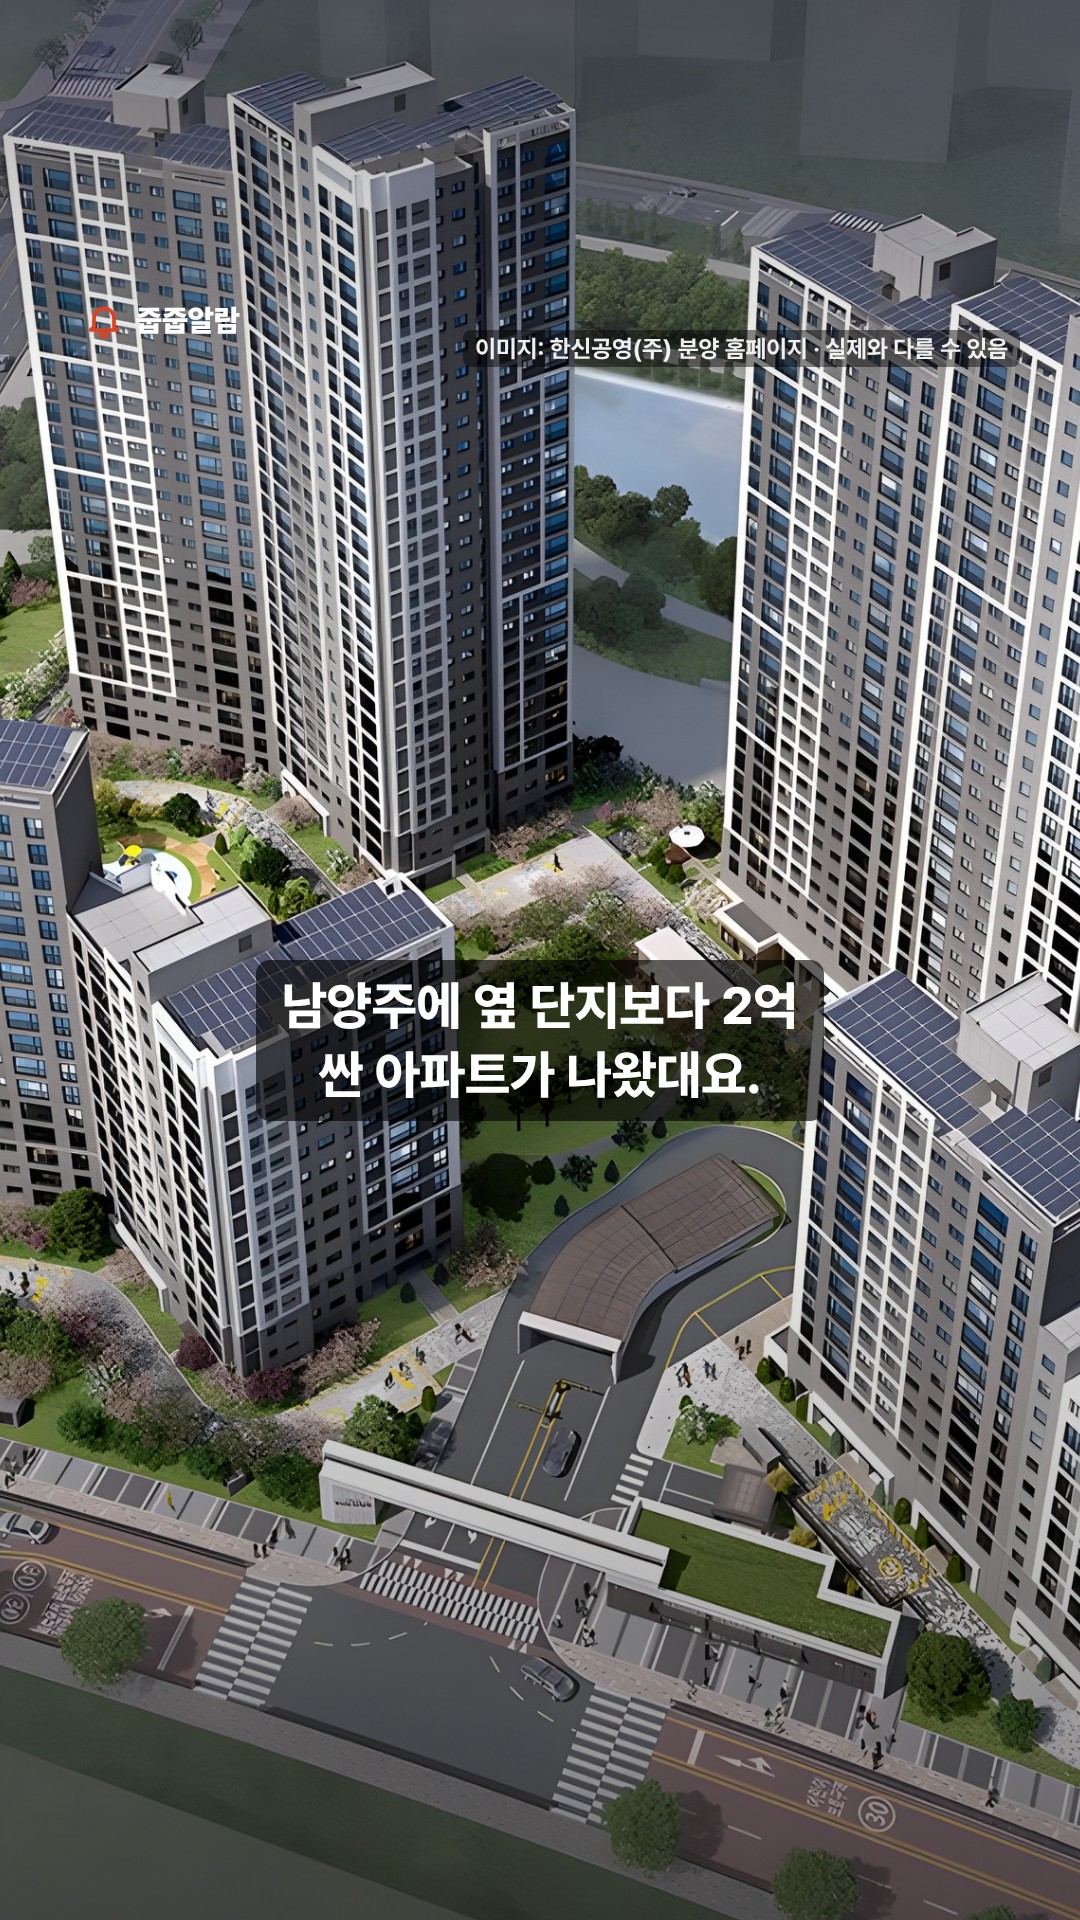 줍줍알람
이미지: 한신공영(주) 분양 홈페이지 · 실제와 다를 수 있음
남양주에 옆 단지보다 2억
싼 아파트가 나왔대요.
30
30
30